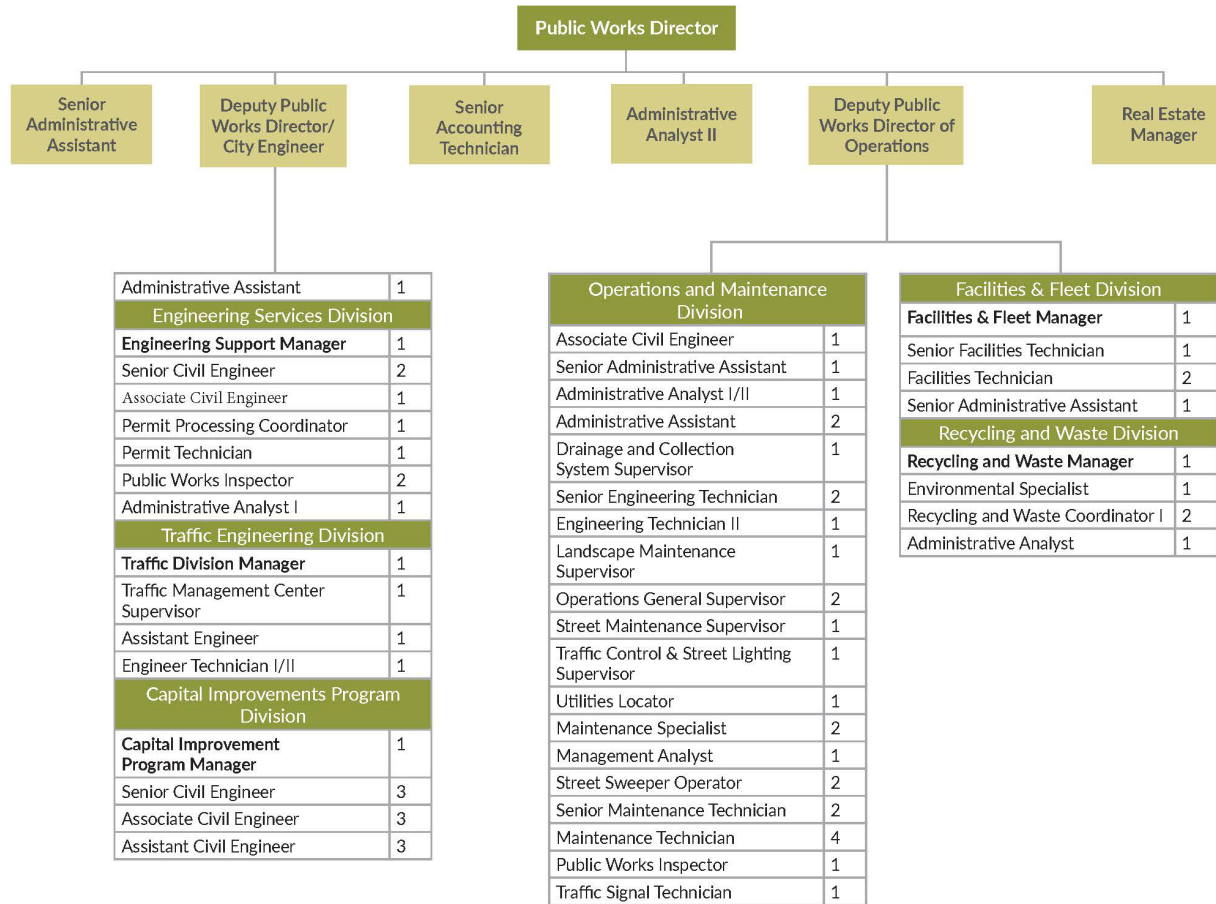 Public Works Director
Senior
Administrative
Assistant
Deputy Public
Works Director/
City Engineer
Senior
Accounting
Technician
Administrative
Analyst II
Deputy Public
Works Director of
Operations
Real Estate
Manager
Administrative Assistant 1
Engineering Services Division
Engineering Support Manager 1
Senior Civil Engineer 2
Associate Civil Engineer 1
Permit Processing Coordinator 1
Permit Technician 1
Public Works Inspector 2
Administrative Analyst I 1
Traffic Engineering Division
Traffic Division Manager 1
Traffic Management Center 1
Supervisor
Assistant Engineer 1
Engineer Technician I/II 1
Capital Improvements Program
Division
Capital Improvement 1
Program Manager
Senior Civil Engineer 3
Associate Civil Engineer 3
Assistant Civil Engineer 3
Operations and Maintenance
Division
Associate Civil Engineer 1
Senior Administrative Assistant 1
Administrative Analyst I/II 1
Administrative Assistant 2
Drainage and Collection 1
System Supervisor
Senior Engineering Technician 2
Engineering Technician II 1
Landscape Maintenance 1
Supervisor
Operations General Supervisor 2
Street Maintenance Supervisor 1
Traffic Control & Street Lighting 1
Supervisor
Utilities Locator 1
Maintenance Specialist 2
Management Analyst 1
Street Sweeper Operator 2
Senior Maintenance Technician 2
Maintenance Technician 4
Public Works Inspector 1
Traffic Signal Technician 1
Facilities & Fleet Division
Facilities & Fleet Manager 1
Senior Facilities Technician 1
Facilities Technician 2
Senior Administrative Assistant 1
Recycling and Waste Division
Recycling and Waste Manager 1
Environmental Specialist 1
Recycling and Waste Coordinator I 2
Administrative Analyst 1